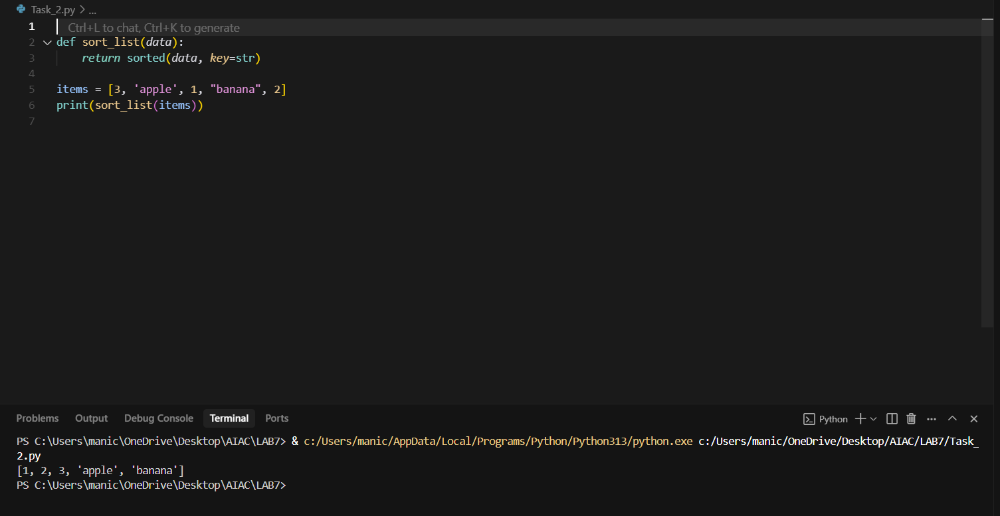 Task_2.py > ...
1 Ctrl+L to chat, Ctrl+K to generate
2 def sort_list(data):
3     return sorted(data, key=str)
4
5 items = [3, 'apple', 1, "banana", 2]
6 print(sort_list(items))
7
Problems Output Debug Console Terminal Ports Python
PS C:\Users\manic\OneDrive\Desktop\AIAC\LAB7> & c:/Users/manic/AppData/Local/Programs/Python/Python313/python.exe c:/Users/manic/OneDrive/Desktop/AIAC/LAB7/Task_
2.py
[1, 2, 3, 'apple', 'banana']
PS C:\Users\manic\OneDrive\Desktop\AIAC\LAB7>